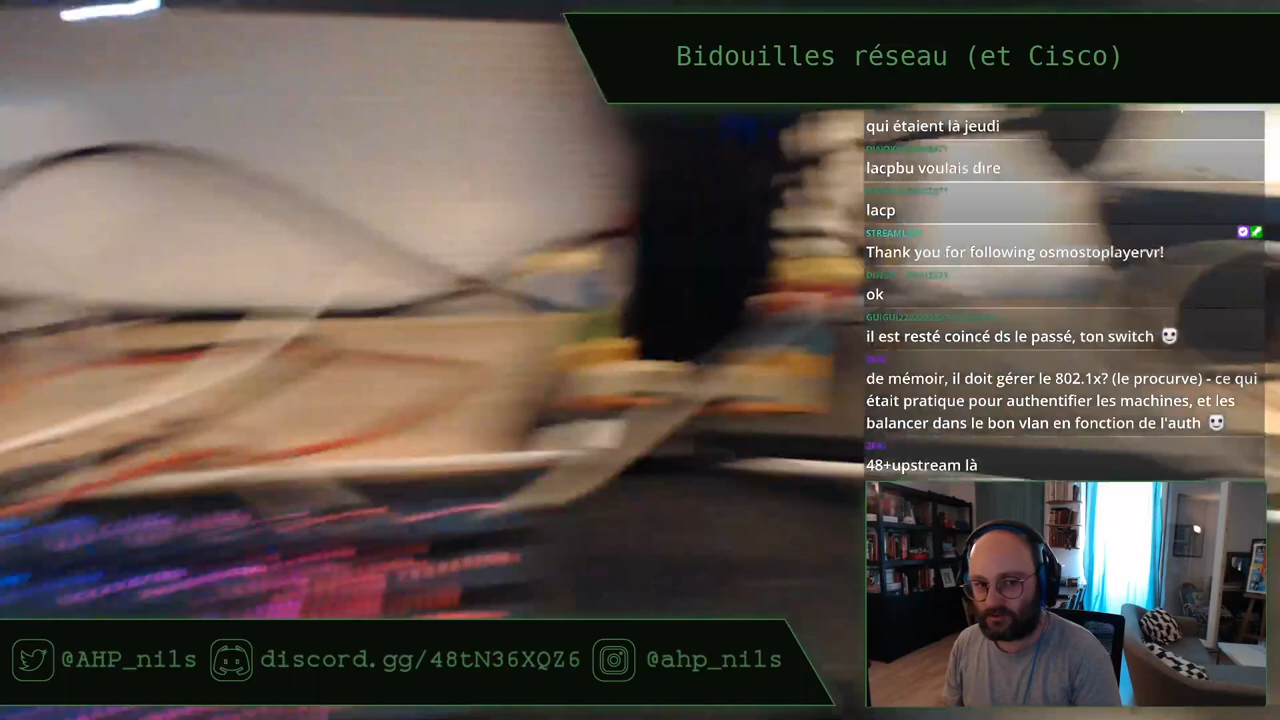 Bidouilles réseau (et Cisco)
qui étaient là jeudi
lacpbu voulais dire
lacp
Thank you for following osmostoplayervr!
ok
il est resté coincé ds le passé, ton switch
de mémoir, il doit gérer le 802.1x? (le procurve) - ce qui
était pratique pour authentifier les machines, et les
balancer dans le bon vlan en fonction de l'auth
48+upstream là
@AHP_nils discord.gg/48tN36XQZ6 @ahp_nils